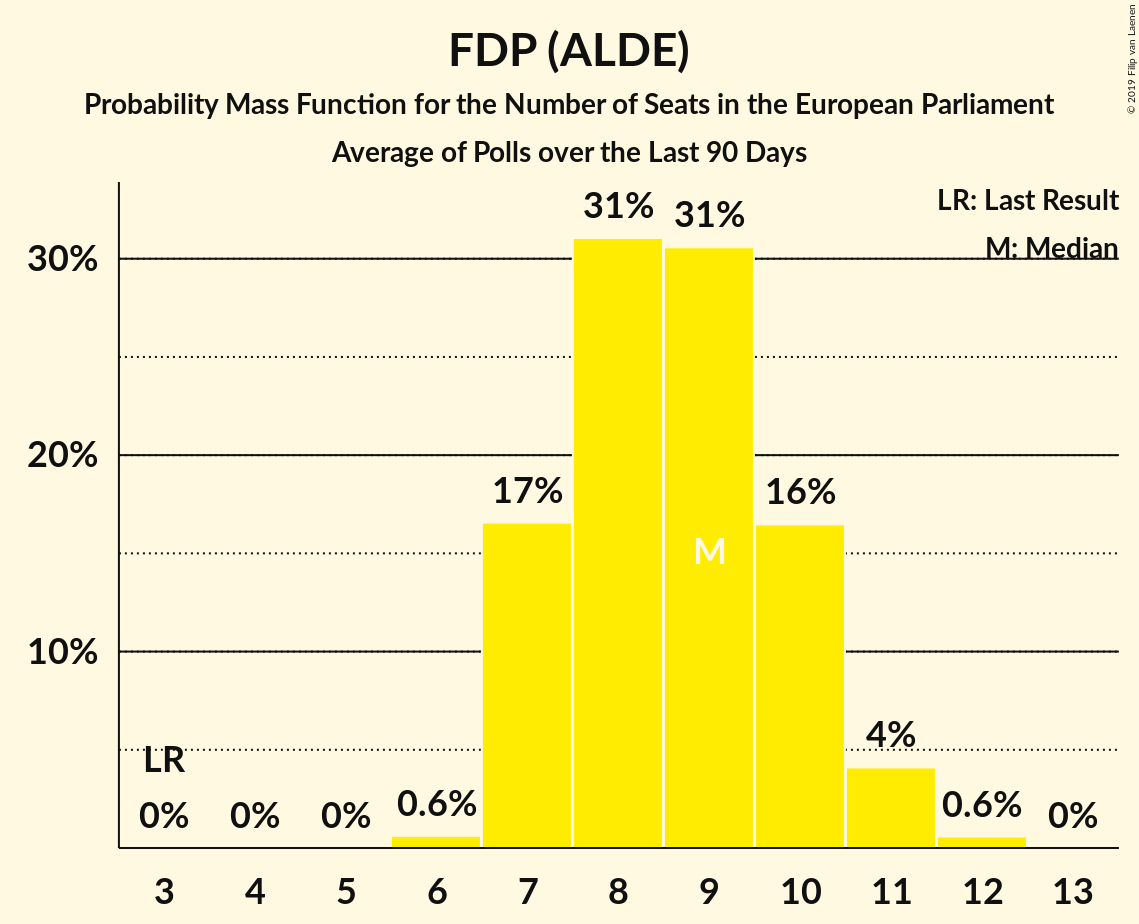 FDP (ALDE)
Probability Mass Function for the Number of Seats in the European Parliament
Average of Polls over the Last 90 Days
© 2019 Filip van Laenen
LR: Last Result
M: Median
30%
20%
10%
0%
0%
0%
0.6%
17%
31%
31%
16%
4%
0.6%
0%
LR
M
3 4 5 6 7 8 9 10 11 12 13